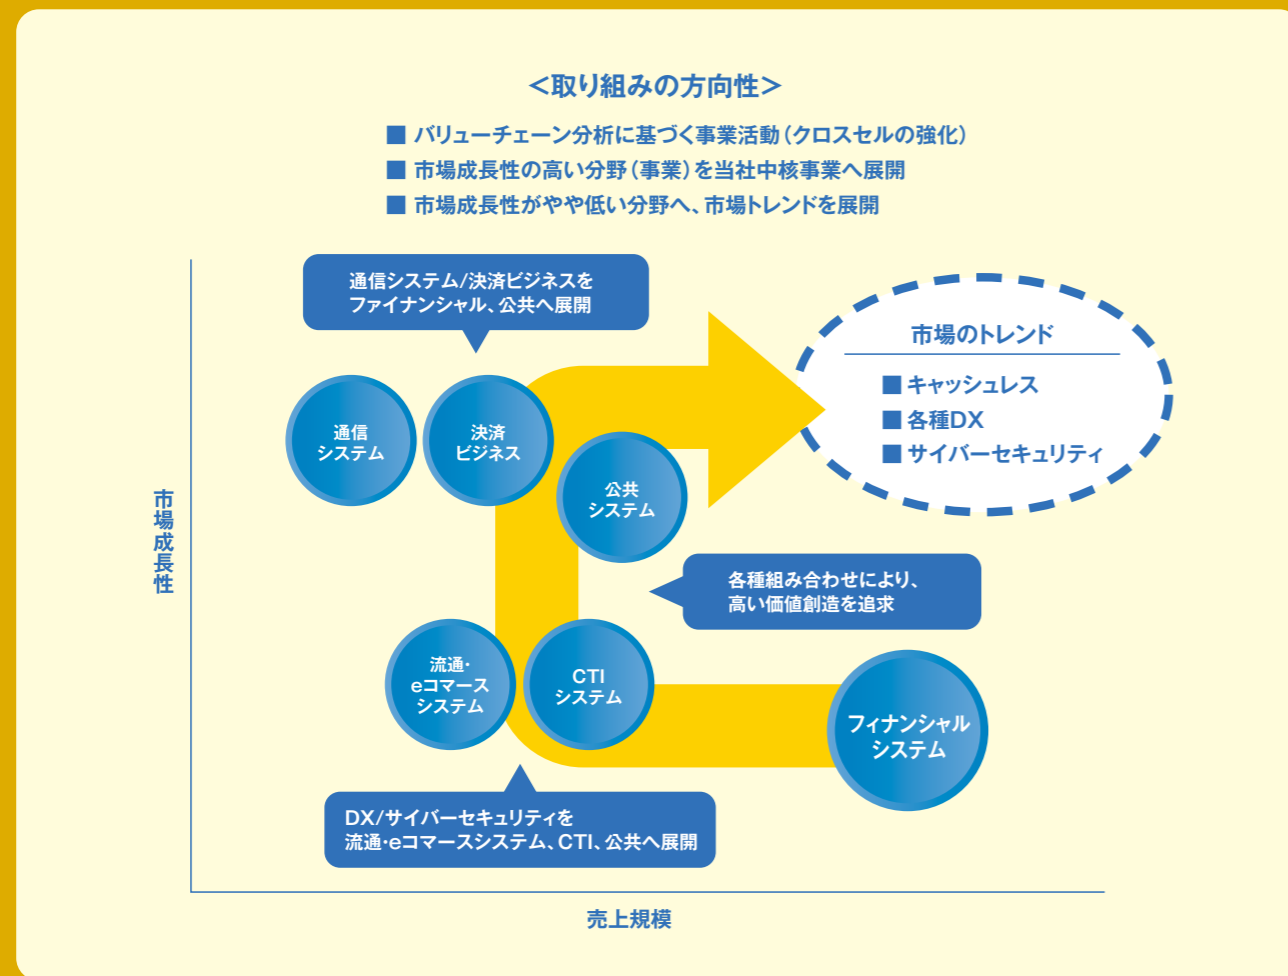 ＜取り組みの方向性＞
■ バリューチェーン分析に基づく事業活動（クロスセルの強化）
■ 市場成長性の高い分野（事業）を当社中核事業へ展開
■ 市場成長性がやや低い分野へ、市場トレンドを展開
通信システム/決済ビジネスを
ファイナンシャル、公共へ展開
市場のトレンド
■ キャッシュレス
■ 各種DX
■ サイバーセキュリティ
通信
システム
決済
ビジネス
公共
システム
市場成長性
各種組み合わせにより、
高い価値創造を追求
流通・
eコマース
システム
CTI
システム
フィナンシャル
システム
DX/サイバーセキュリティを
流通・eコマースシステム、CTI、公共へ展開
売上規模